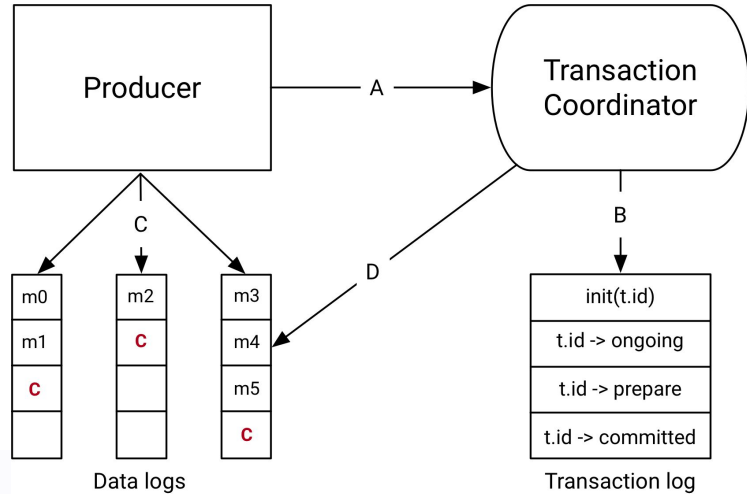 Producer
A
Transaction
Coordinator
C
B
D
m0
m1
C
m2
C
m3
m4
m5
C
init(t.id)
t.id -> ongoing
t.id -> prepare
t.id -> committed
Data logs
Transaction log